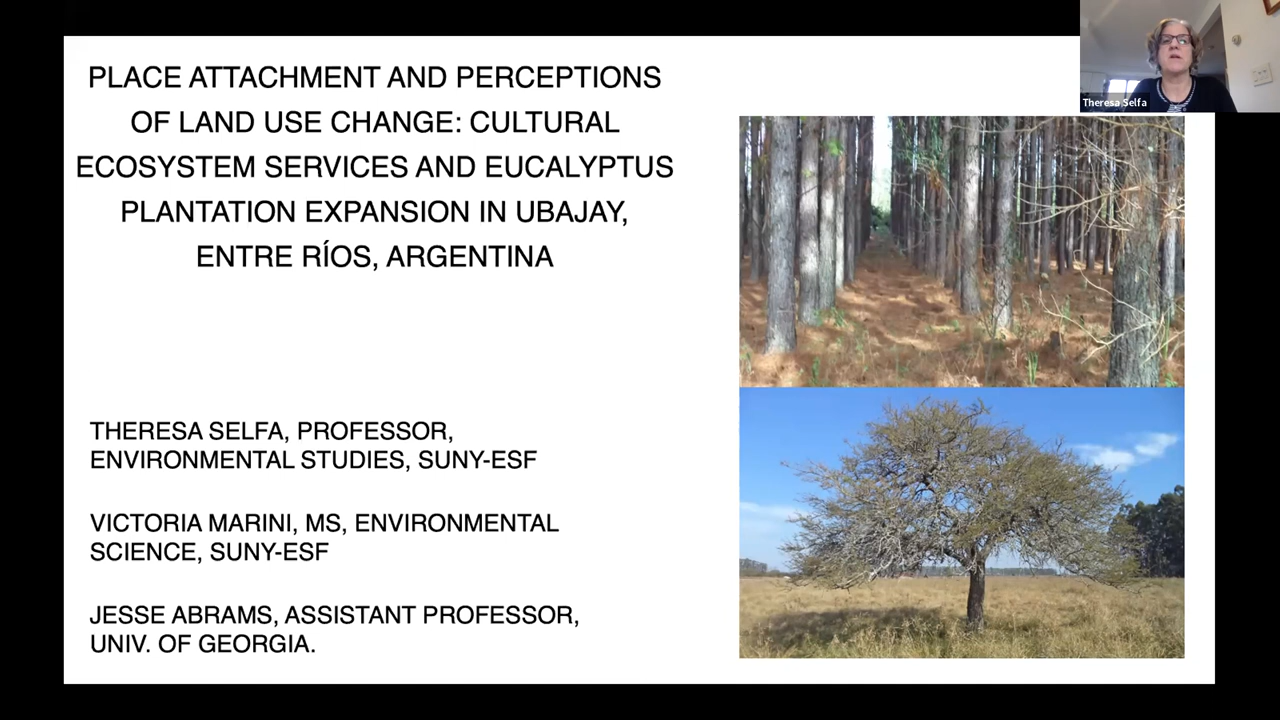 PLACE ATTACHMENT AND PERCEPTIONS
OF LAND USE CHANGE: CULTURAL
ECOSYSTEM SERVICES AND EUCALYPTUS
PLANTATION EXPANSION IN UBAJAY,
ENTRE RÍOS, ARGENTINA
THERESA SELFA, PROFESSOR,
ENVIRONMENTAL STUDIES, SUNY-ESF
VICTORIA MARINI, MS, ENVIRONMENTAL
SCIENCE, SUNY-ESF
JESSE ABRAMS, ASSISTANT PROFESSOR,
UNIV. OF GEORGIA.
Theresa Selfa